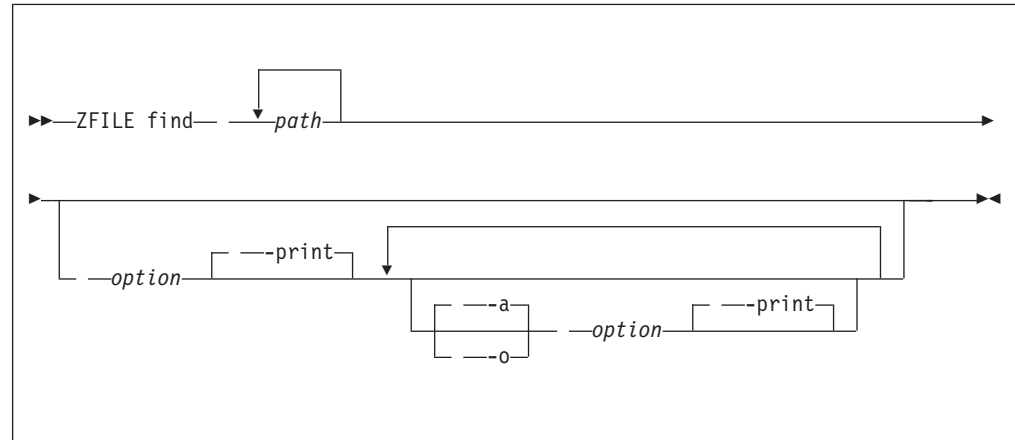 ZFILE find path
-print
option
-a -print
option
-o